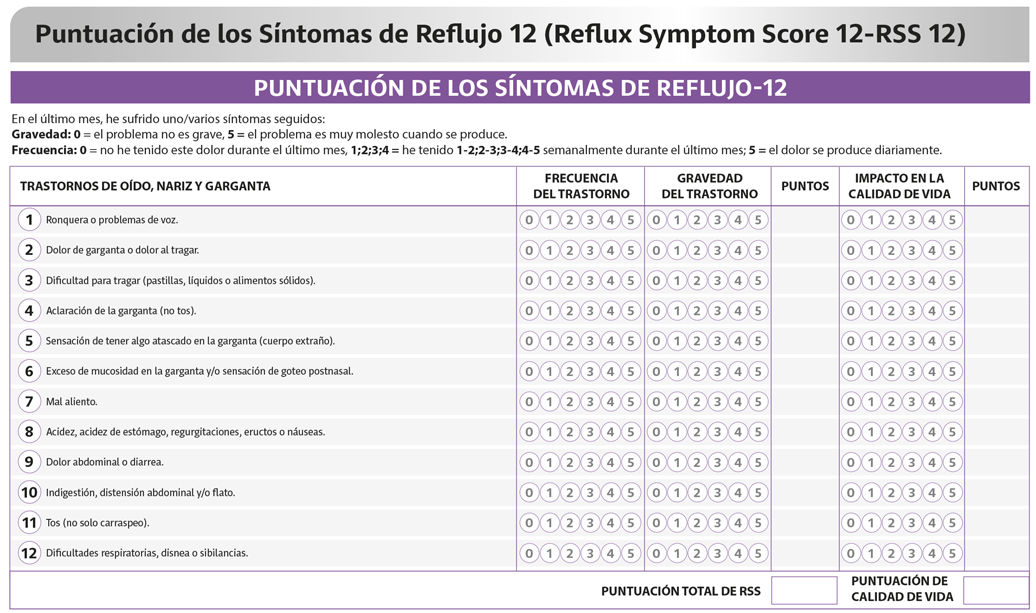 Puntuación de los Síntomas de Reflujo 12 (Reflux Symptom Score 12-RSS 12)
PUNTUACIÓN DE LOS SÍNTOMAS DE REFLUJO-12
En el último mes, he sufrido uno/varios síntomas seguidos:
Gravedad: 0 = el problema no es grave, 5 = el problema es muy molesto cuando se produce.
Frecuencia: 0 = no he tenido este dolor durante el último mes, 1;2;3;4 = he tenido 1-2;2-3;3-4;4-5 semanalmente durante el último mes; 5 = el dolor se produce diariamente.
TRASTORNOS DE OÍDO, NARIZ Y GARGANTA
FRECUENCIA DEL TRASTORNO
GRAVEDAD DEL TRASTORNO
PUNTOS
IMPACTO EN LA CALIDAD DE VIDA
PUNTOS
1 Ronquera o problemas de voz. 0 1 2 3 4 5 0 1 2 3 4 5 0 1 2 3 4 5
2 Dolor de garganta o dolor al tragar. 0 1 2 3 4 5 0 1 2 3 4 5 0 1 2 3 4 5
3 Dificultad para tragar (pastillas, líquidos o alimentos sólidos). 0 1 2 3 4 5 0 1 2 3 4 5 0 1 2 3 4 5
4 Aclaración de la garganta (no tos). 0 1 2 3 4 5 0 1 2 3 4 5 0 1 2 3 4 5
5 Sensación de tener algo atascado en la garganta (cuerpo extraño). 0 1 2 3 4 5 0 1 2 3 4 5 0 1 2 3 4 5
6 Exceso de mucosidad en la garganta y/o sensación de goteo postnasal. 0 1 2 3 4 5 0 1 2 3 4 5 0 1 2 3 4 5
7 Mal aliento. 0 1 2 3 4 5 0 1 2 3 4 5 0 1 2 3 4 5
8 Acidez, acidez de estómago, regurgitaciones, eructos o náuseas. 0 1 2 3 4 5 0 1 2 3 4 5 0 1 2 3 4 5
9 Dolor abdominal o diarrea. 0 1 2 3 4 5 0 1 2 3 4 5 0 1 2 3 4 5
10 Indigestión, distensión abdominal y/o flato. 0 1 2 3 4 5 0 1 2 3 4 5 0 1 2 3 4 5
11 Tos (no solo carraspeo). 0 1 2 3 4 5 0 1 2 3 4 5 0 1 2 3 4 5
12 Dificultades respiratorias, disnea o sibilancias. 0 1 2 3 4 5 0 1 2 3 4 5 0 1 2 3 4 5
PUNTUACIÓN TOTAL DE RSS
PUNTUACIÓN DE
CALIDAD DE VIDA